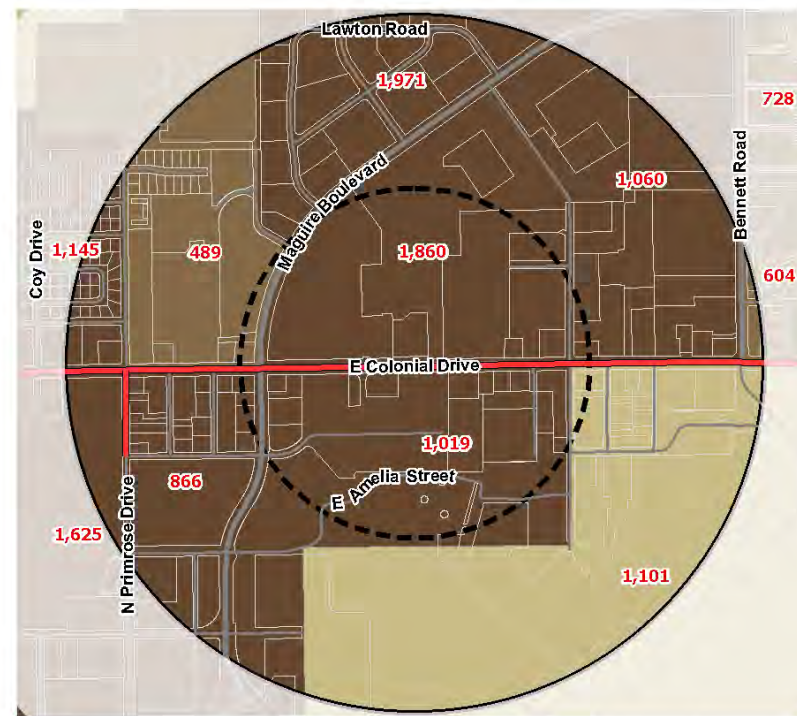 Lawton Road
1,971
728
1,060
Bennett Road
Maguire Boulevard
1,145
489
1,860
Coy Drive
604
E Colonial Drive
1,019
866
E Amelia Street
N Primrose Drive
1,625
1,101